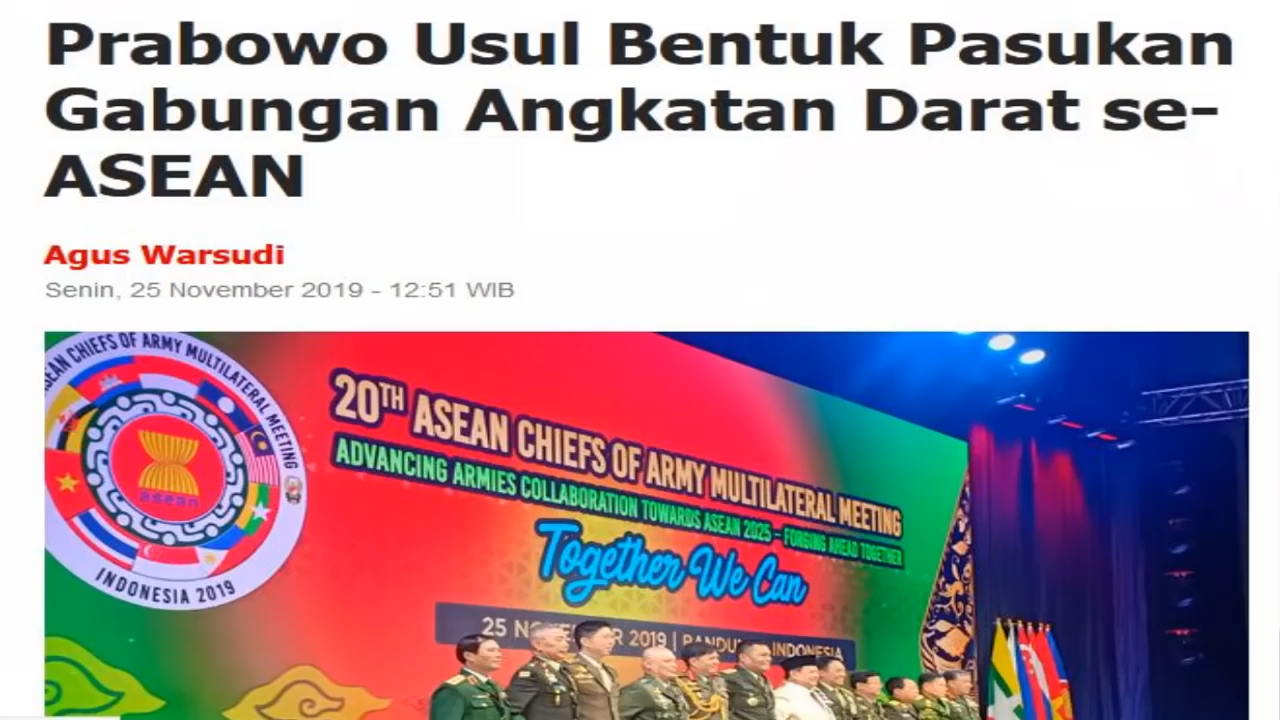 Prabowo Usul Bentuk Pasukan
Gabungan Angkatan Darat se-
ASEAN
Agus Warsudi
Senin, 25 November 2019 - 12:51 WIB
CHIEFS OF ARMY MULTILATERAL MEETING
asean
INDONESIA 2019
20TH ASEAN CHIEFS OF ARMY MULTILATERAL MEETING
ADVANCING ARMIES COLLABORATION TOWARDS ASEAN 2025 - FORGING AHEAD TOGETHER
Together We Can
25 2019 | INDONESIA